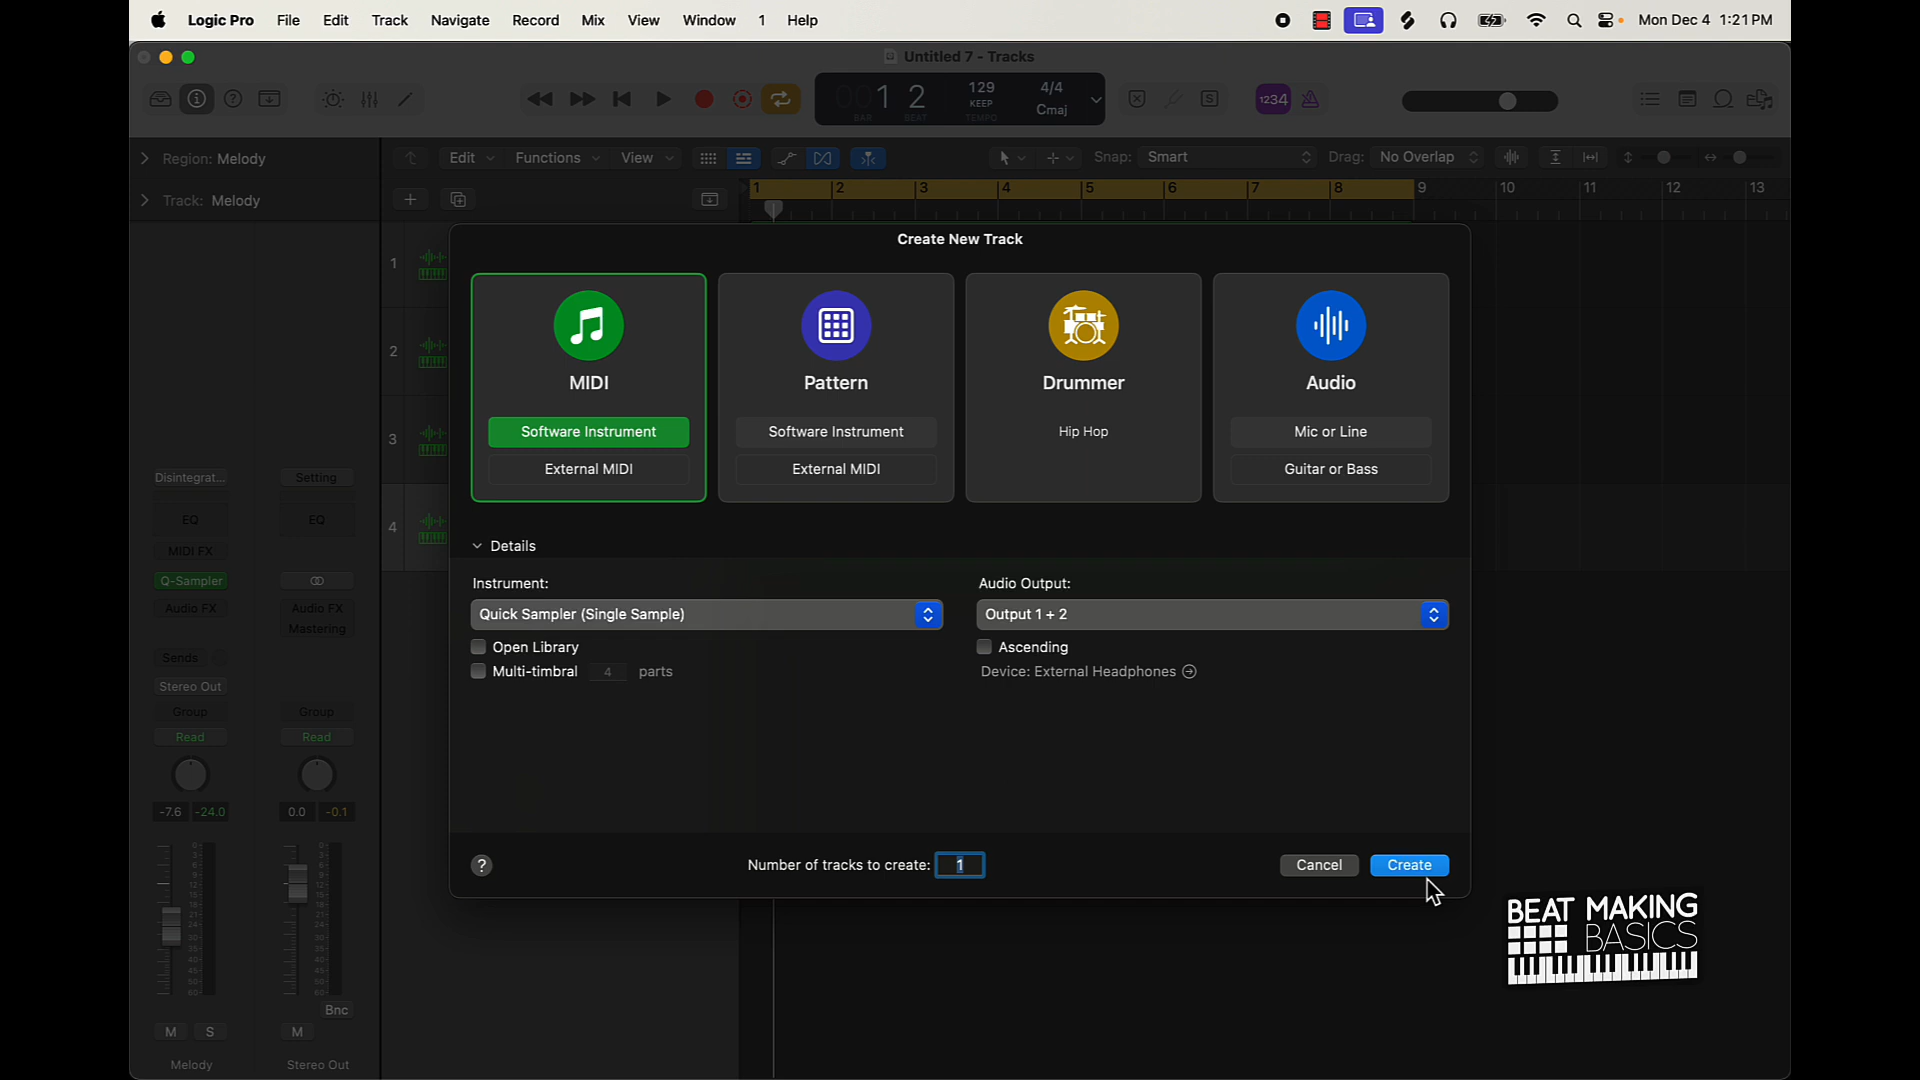 Logic Pro File Edit Track Navigate Record Mix View Window 1 Help Mon Dec 4 1:21 PM
Untitled 7 - Tracks
001 2 129 4/4
KEEP Cmaj
BAR BEAT TEMPO
1234
Region: Melody
Edit Functions View Snap: Smart Drag: No Overlap
Track: Melody
1 2 3 4 5 6 7 8 9 10 11 12 13
Create New Track
1
2
3
4
MIDI
Software Instrument
External MIDI
Pattern
Software Instrument
External MIDI
Drummer
Hip Hop
Audio
Mic or Line
Guitar or Bass
Details
Instrument:
Quick Sampler (Single Sample)
Open Library
Multi-timbral 4 parts
Audio Output:
Output 1 + 2
Ascending
Device: External Headphones
? Number of tracks to create: 1 Cancel Create
Disintegrat... Setting
EQ EQ
MIDI FX
Q-Sampler
Audio FX Audio FX
Mastering
Sends
Stereo Out
Group Group
Read Read
-7.6 -24.0 0.0 -0.1
Bnc
M S M
Melody Stereo Out
BEAT MAKING
BASICS